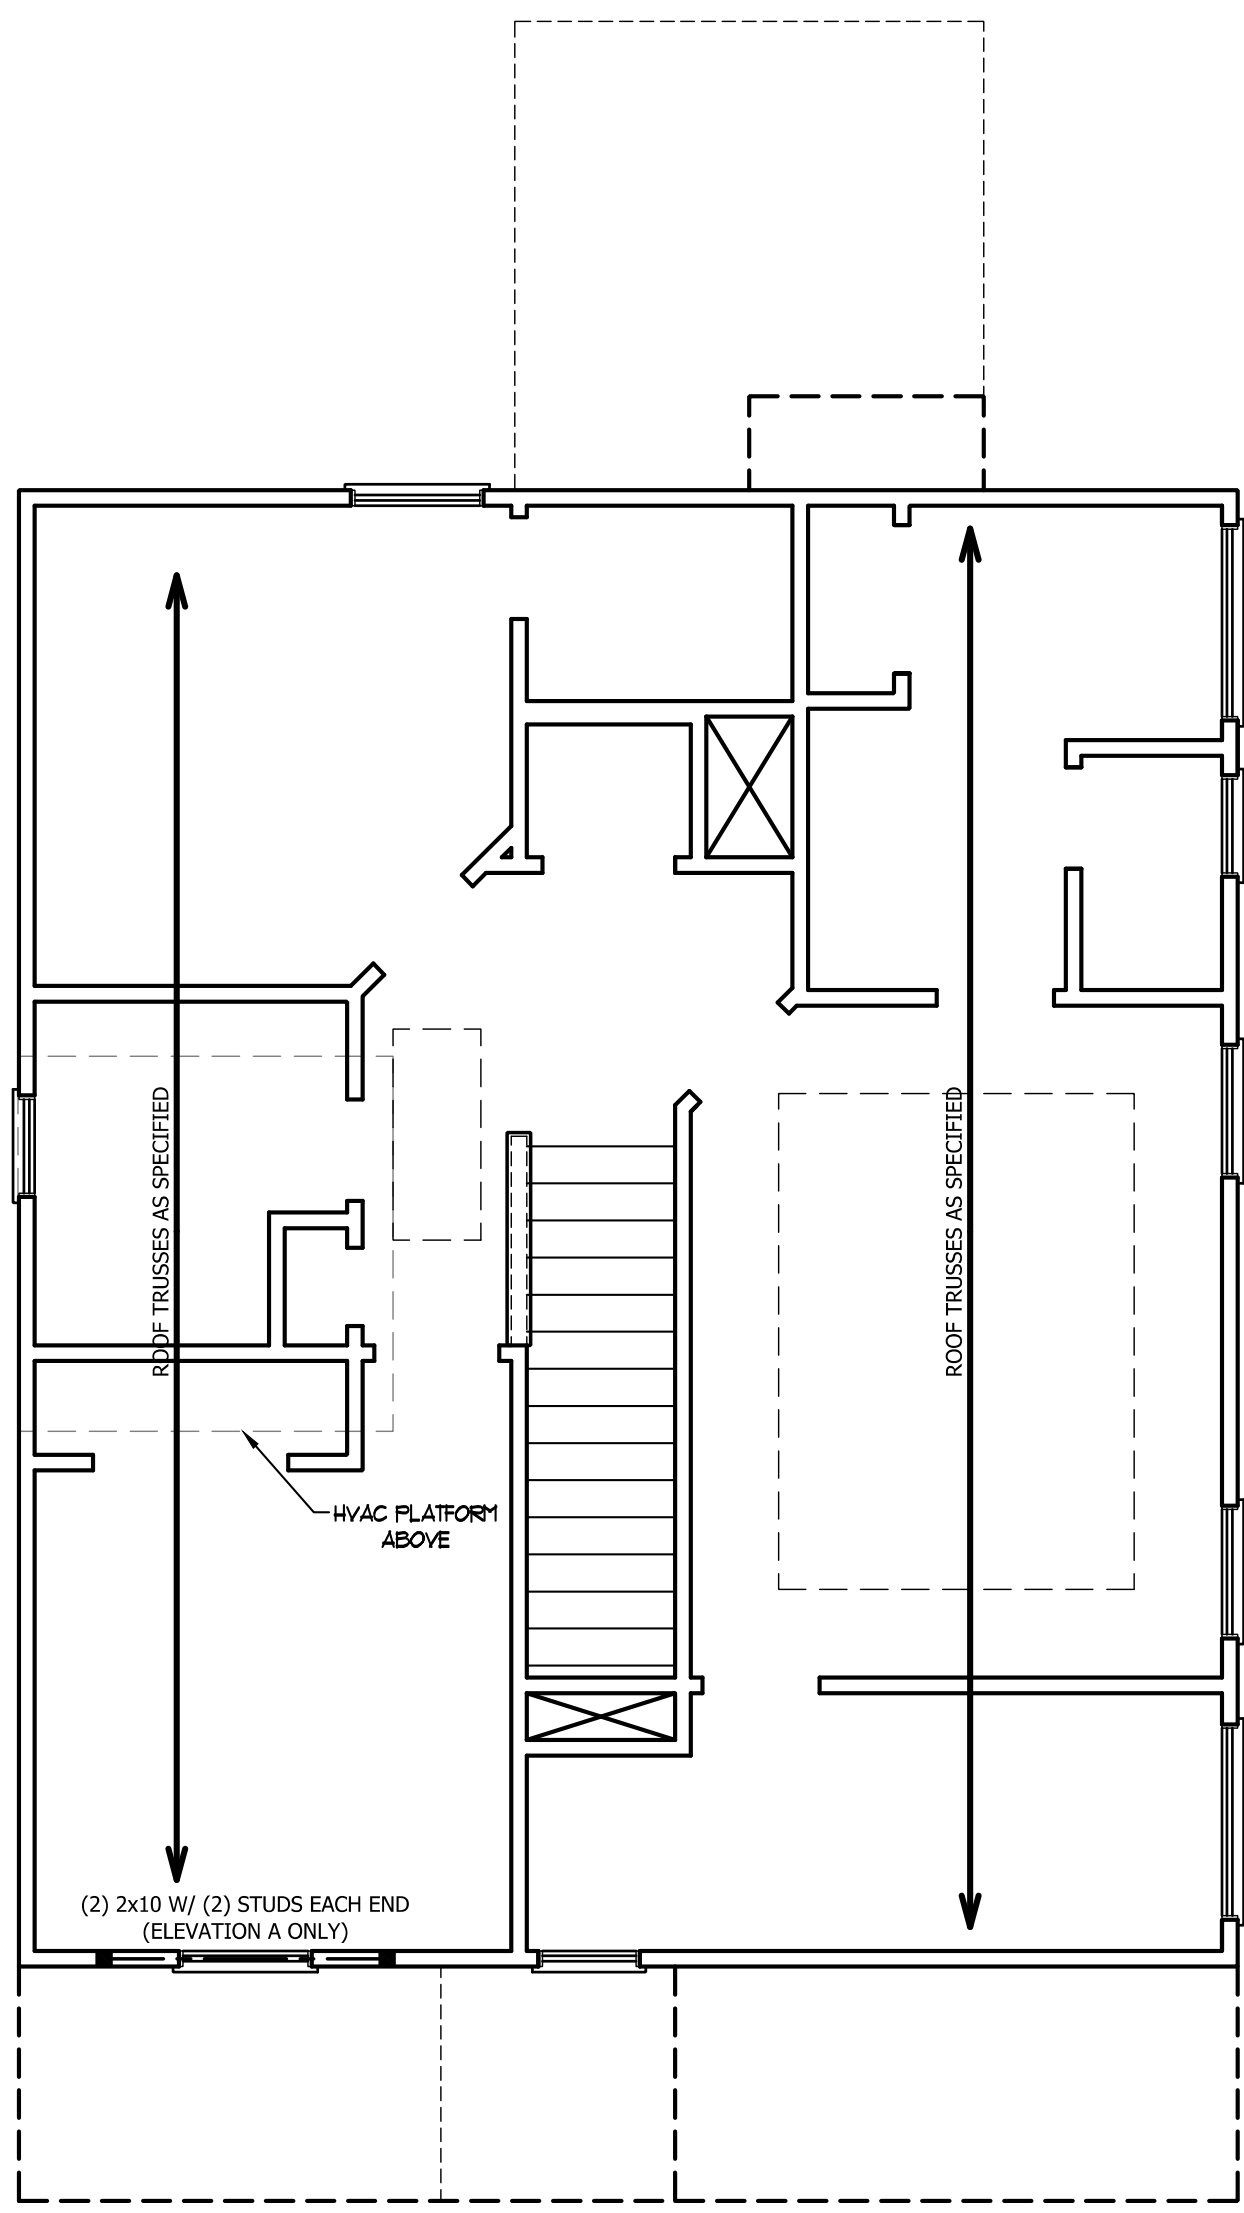 ROOF TRUSSES AS SPECIFIED
ROOF TRUSSES AS SPECIFIED
HVAC PLATFORM
ABOVE
(2) 2x10 W/ (2) STUDS EACH END
(ELEVATION A ONLY)